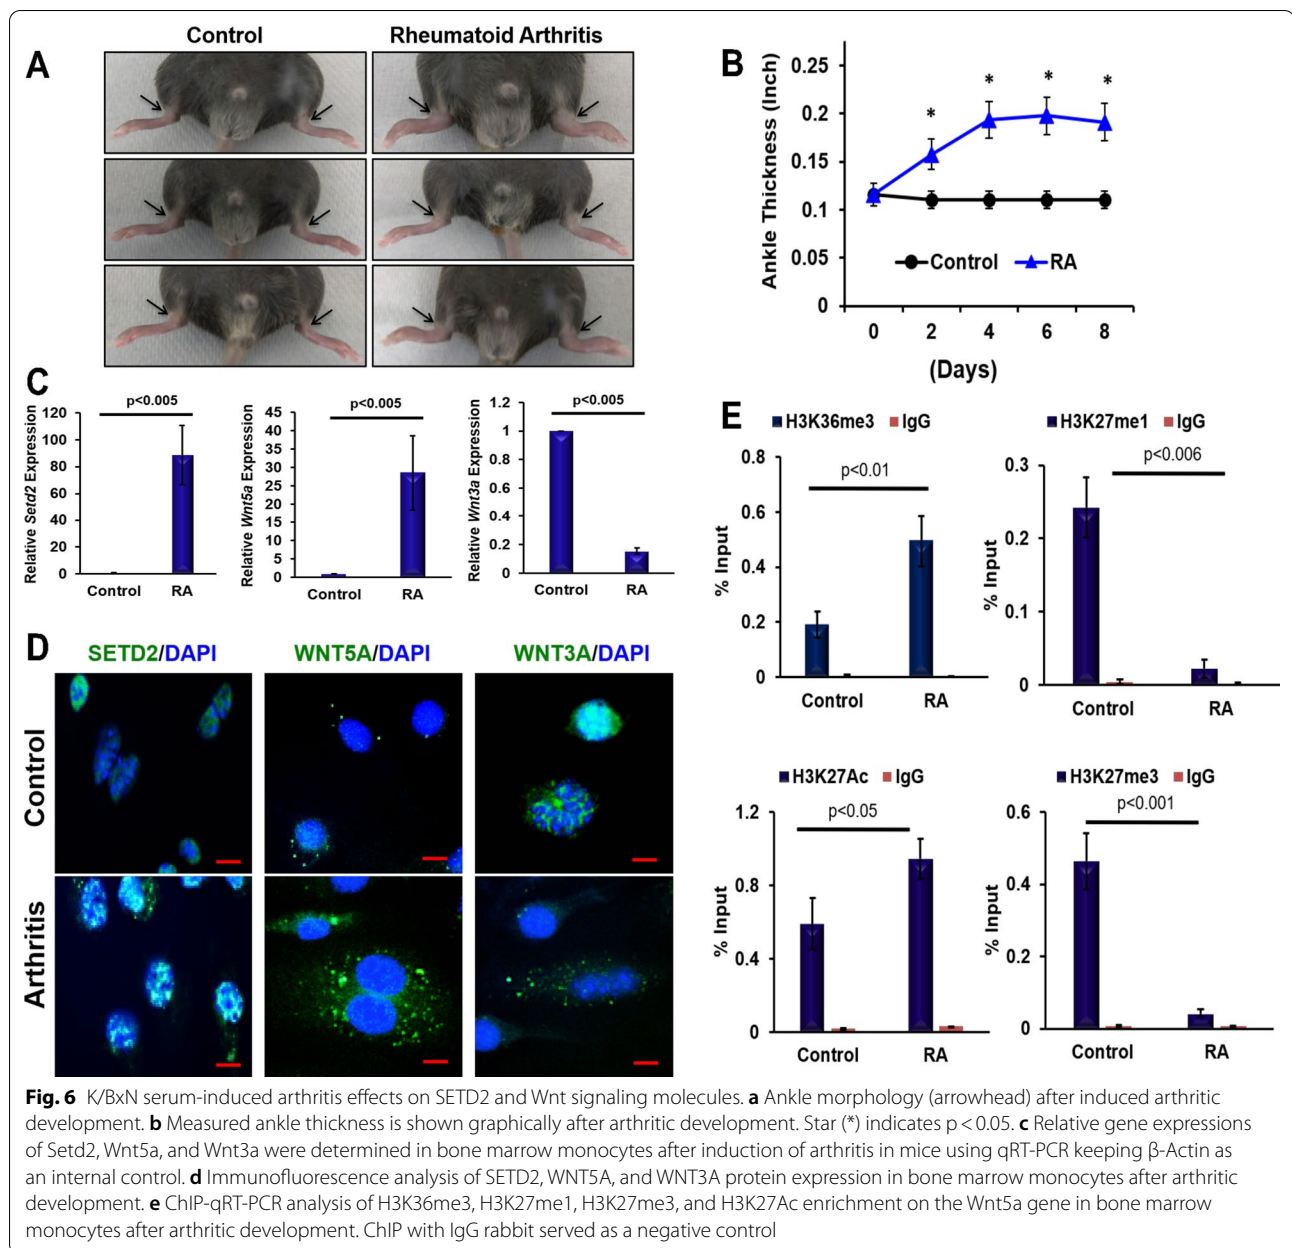 Control
Rheumatoid Arthritis
A
B
Ankle Thickness (Inch)
0.25
0.2
0.15
0.1
0.05
0
* * * *
Control RA
0 2 4 6 8
(Days)
C
p<0.005
Relative Setd2 Expression
120
100
80
60
40
20
0
Control RA
p<0.005
Relative Wnt5a Expression
45
40
35
30
25
20
15
10
5
0
Control RA
p<0.005
Relative Wnt3a Expression
1.2
1
0.8
0.6
0.4
0.2
0
Control RA
D
SETD2/DAPI
WNT5A/DAPI
WNT3A/DAPI
Control
Arthritis
E
H3K36me3 IgG
p<0.01
% Input
0.8
0.6
0.4
0.2
0
Control RA
H3K27me1 IgG
p<0.006
% Input
0.3
0.2
0.1
0
Control RA
H3K27Ac IgG
p<0.05
% Input
1.2
0.8
0.4
0
Control RA
H3K27me3 IgG
p<0.001
% Input
0.6
0.4
0.2
0
Control RA
Fig. 6 K/BxN serum-induced arthritis effects on SETD2 and Wnt signaling molecules. a Ankle morphology (arrowhead) after induced arthritic
development. b Measured ankle thickness is shown graphically after arthritic development. Star (*) indicates p < 0.05. c Relative gene expressions
of Setd2, Wnt5a, and Wnt3a were determined in bone marrow monocytes after induction of arthritis in mice using qRT-PCR keeping β-Actin as
an internal control. d Immunofluorescence analysis of SETD2, WNT5A, and WNT3A protein expression in bone marrow monocytes after arthritic
development. e ChIP-qRT-PCR analysis of H3K36me3, H3K27me1, H3K27me3, and H3K27Ac enrichment on the Wnt5a gene in bone marrow
monocytes after arthritic development. ChIP with IgG rabbit served as a negative control